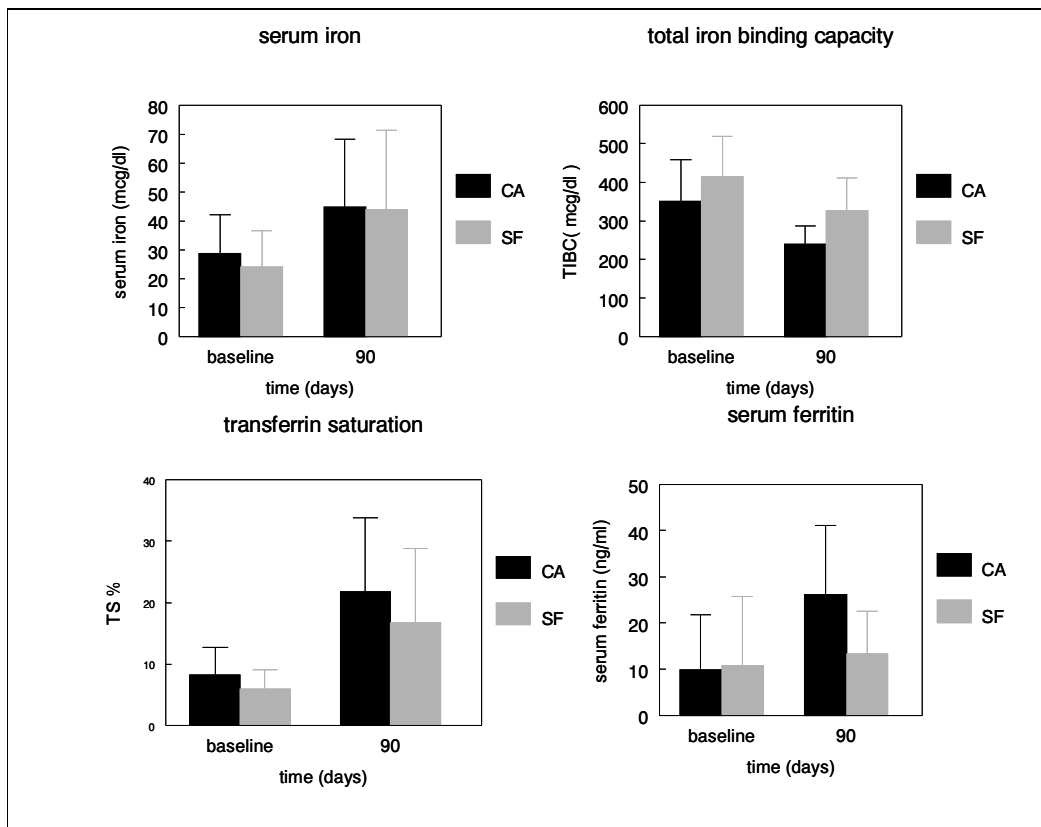 serum iron
80
70
60
50
40
30
20
10
0
serum iron (mcg/dl)
baseline 90
time (days)
CA
SF
total iron binding capacity
600
500
400
300
200
100
0
TIBC( mcg/dl )
baseline 90
time (days)
CA
SF
transferrin saturation
40
30
20
10
0
TS %
baseline 90
time (days)
CA
SF
serum ferritin
50
40
30
20
10
0
serum ferritin (ng/ml)
baseline 90
time (days)
CA
SF